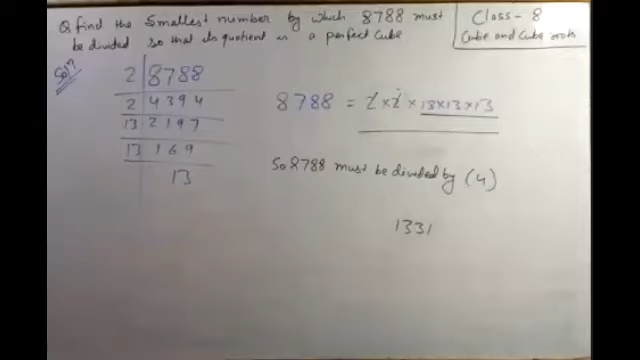 Q find the smallest number by which 8788 must
be divided so that its quotient is a perfect cube
Class - 8
Cube and Cube roots
Sol?
2 8788
2 4394
13 2197
13 169
13
8788 = 2×2×13×13×13
So 8788 must be divided by (4)
1331